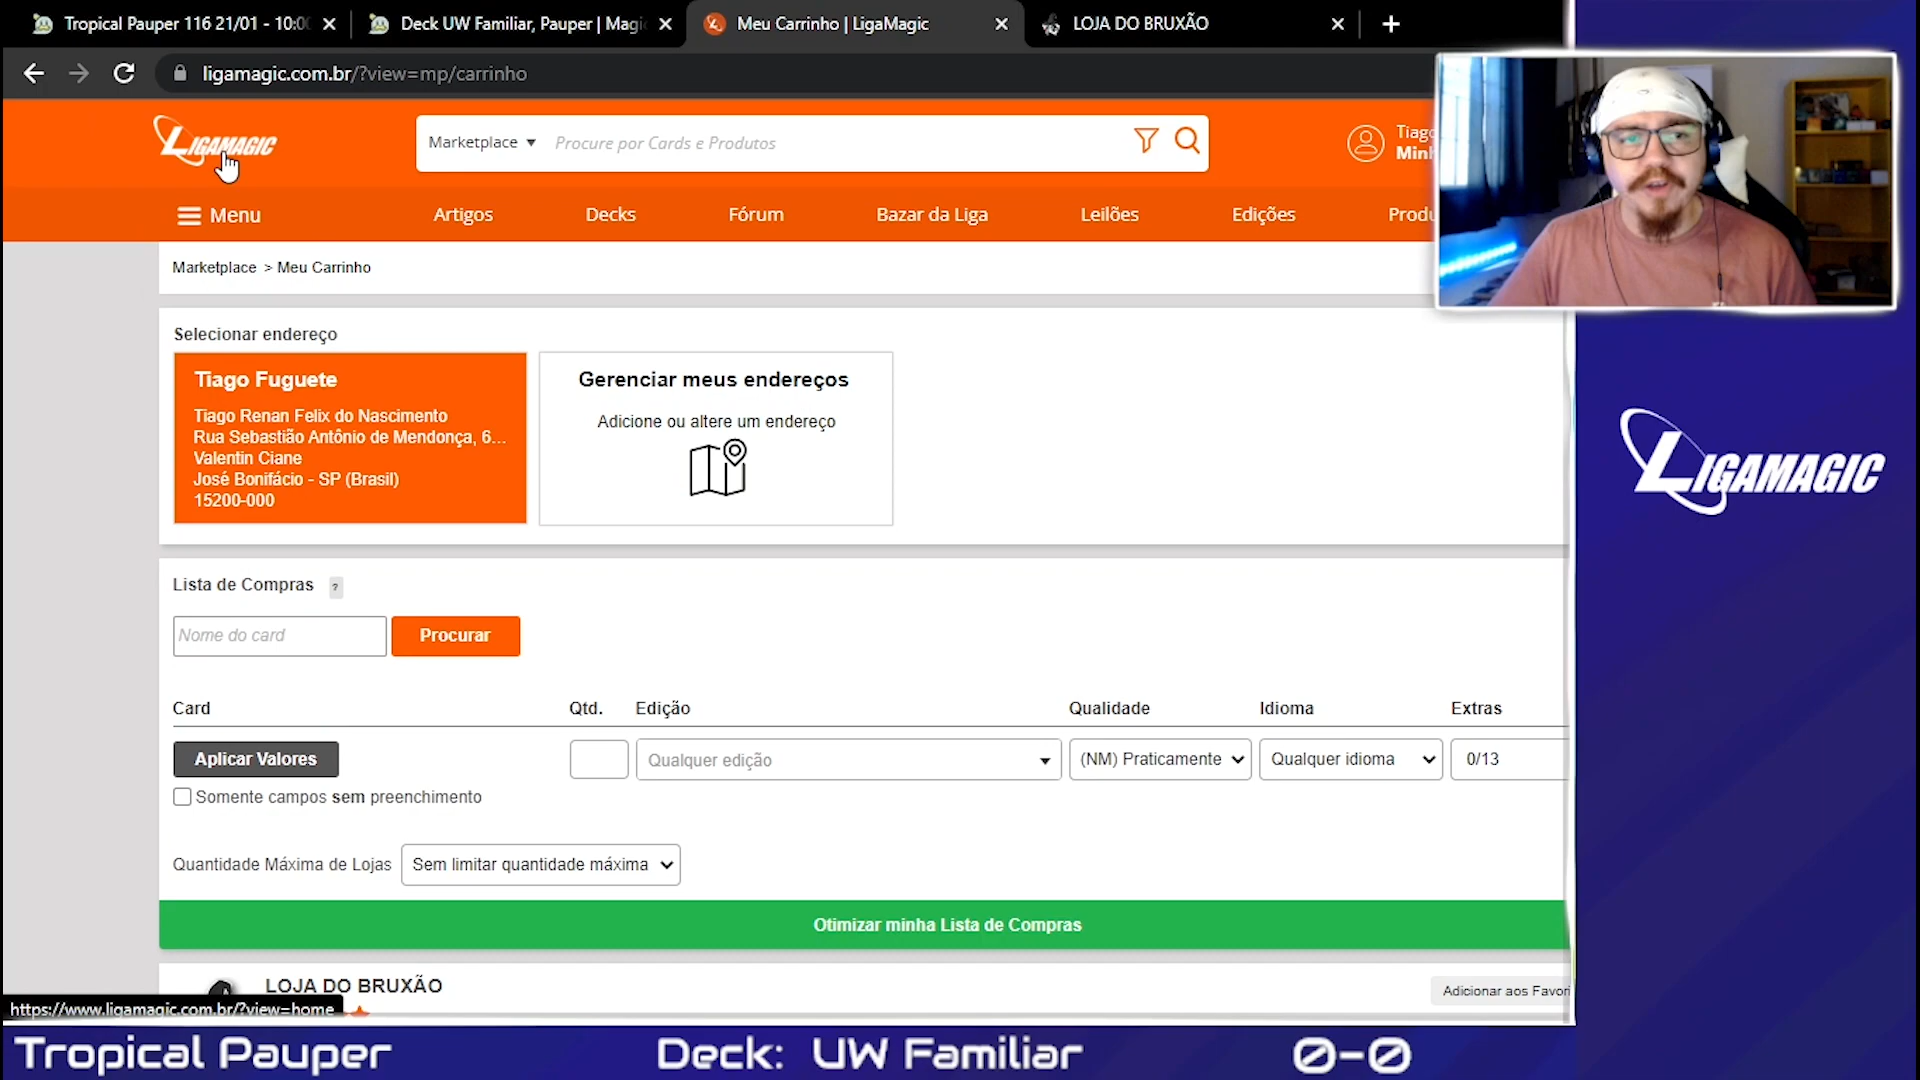 Tropical Pauper 116 21/01 - 10:00
Deck UW Familiar, Pauper | Magi
Meu Carrinho | LigaMagic
LOJA DO BRUXÃO
ligamagic.com.br/?view=mp/carrinho
LIGAMAGIC
Marketplace
Procure por Cards e Produtos
Tiago
Minh
Menu
Artigos
Decks
Fórum
Bazar da Liga
Leilões
Edições
Produ
Marketplace > Meu Carrinho
Selecionar endereço
Tiago Fuguete
Tiago Renan Felix do Nascimento
Rua Sebastião Antônio de Mendonça, 6...
Valentin Ciane
José Bonifácio - SP (Brasil)
15200-000
Gerenciar meus endereços
Adicione ou altere um endereço
LIGAMAGIC
Lista de Compras ?
Nome do card
Procurar
Card
Qtd.
Edição
Qualidade
Idioma
Extras
Aplicar Valores
Qualquer edição
(NM) Praticamente
Qualquer idioma
0/13
Somente campos sem preenchimento
Quantidade Máxima de Lojas
Sem limitar quantidade máxima
Otimizar minha Lista de Compras
LOJA DO BRUXÃO
Adicionar aos Favori
https://www.ligamagic.com.br/?view=home
Tropical Pauper
Deck: UW Familiar
0-0